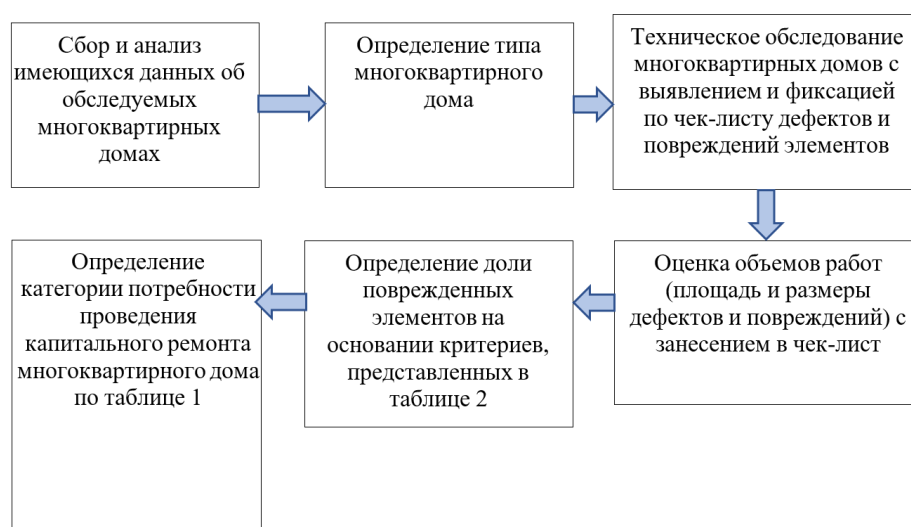 Сбор и анализ
имеющихся данных об
обследуемых
многоквартирных
домах
Определение типа
многоквартирного
дома
Техническое обследование
многоквартирных домов с
выявлением и фиксацией
по чек-листу дефектов и
повреждений элементов
Оценка объемов работ
(площадь и размеры
дефектов и повреждений) с
занесением в чек-лист
Определение доли
поврежденных
элементов на
основании критериев,
представленных в
таблице 2
Определение
категории потребности
проведения
капитального ремонта
многоквартирного дома
по таблице 1